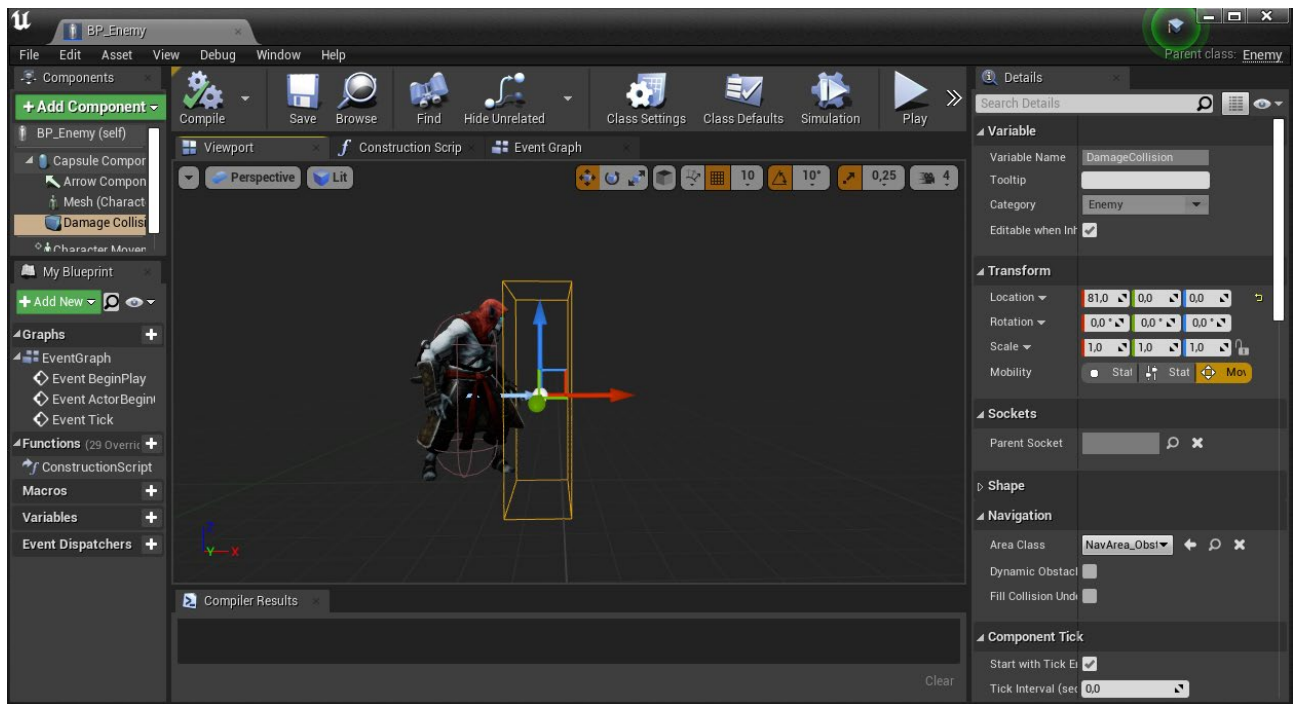 BP_Enemy
File Edit Asset View Debug Window Help
Parent class: Enemy
Components
+ Add Component
BP_Enemy (self)
Capsule Compor
Arrow Compon
Mesh (Charact
Damage Collisi
Character Moven
My Blueprint
+ Add New
Graphs
EventGraph
Event BeginPlay
Event ActorBegin
Event Tick
Functions (29 Overric
ConstructionScript
Macros
Variables
Event Dispatchers
Compile Save Browse Find Hide Unrelated Class Settings Class Defaults Simulation Play
Viewport Construction Scrip Event Graph
Perspective Lit 10 10° 0,25 4
Z
Y X
Compiler Results
Clear
Details
Search Details
Variable
Variable Name DamageCollision
Tooltip
Category Enemy
Editable when Inh
Transform
Location 81,0 0,0 0,0
Rotation 0,0 ° 0,0 ° 0,0 °
Scale 1,0 1,0 1,0
Mobility Stat Stat Mov
Sockets
Parent Socket
Shape
Navigation
Area Class NavArea_Obst
Dynamic Obstacl
Fill Collision Unde
Component Tick
Start with Tick E
Tick Interval (sec 0,0